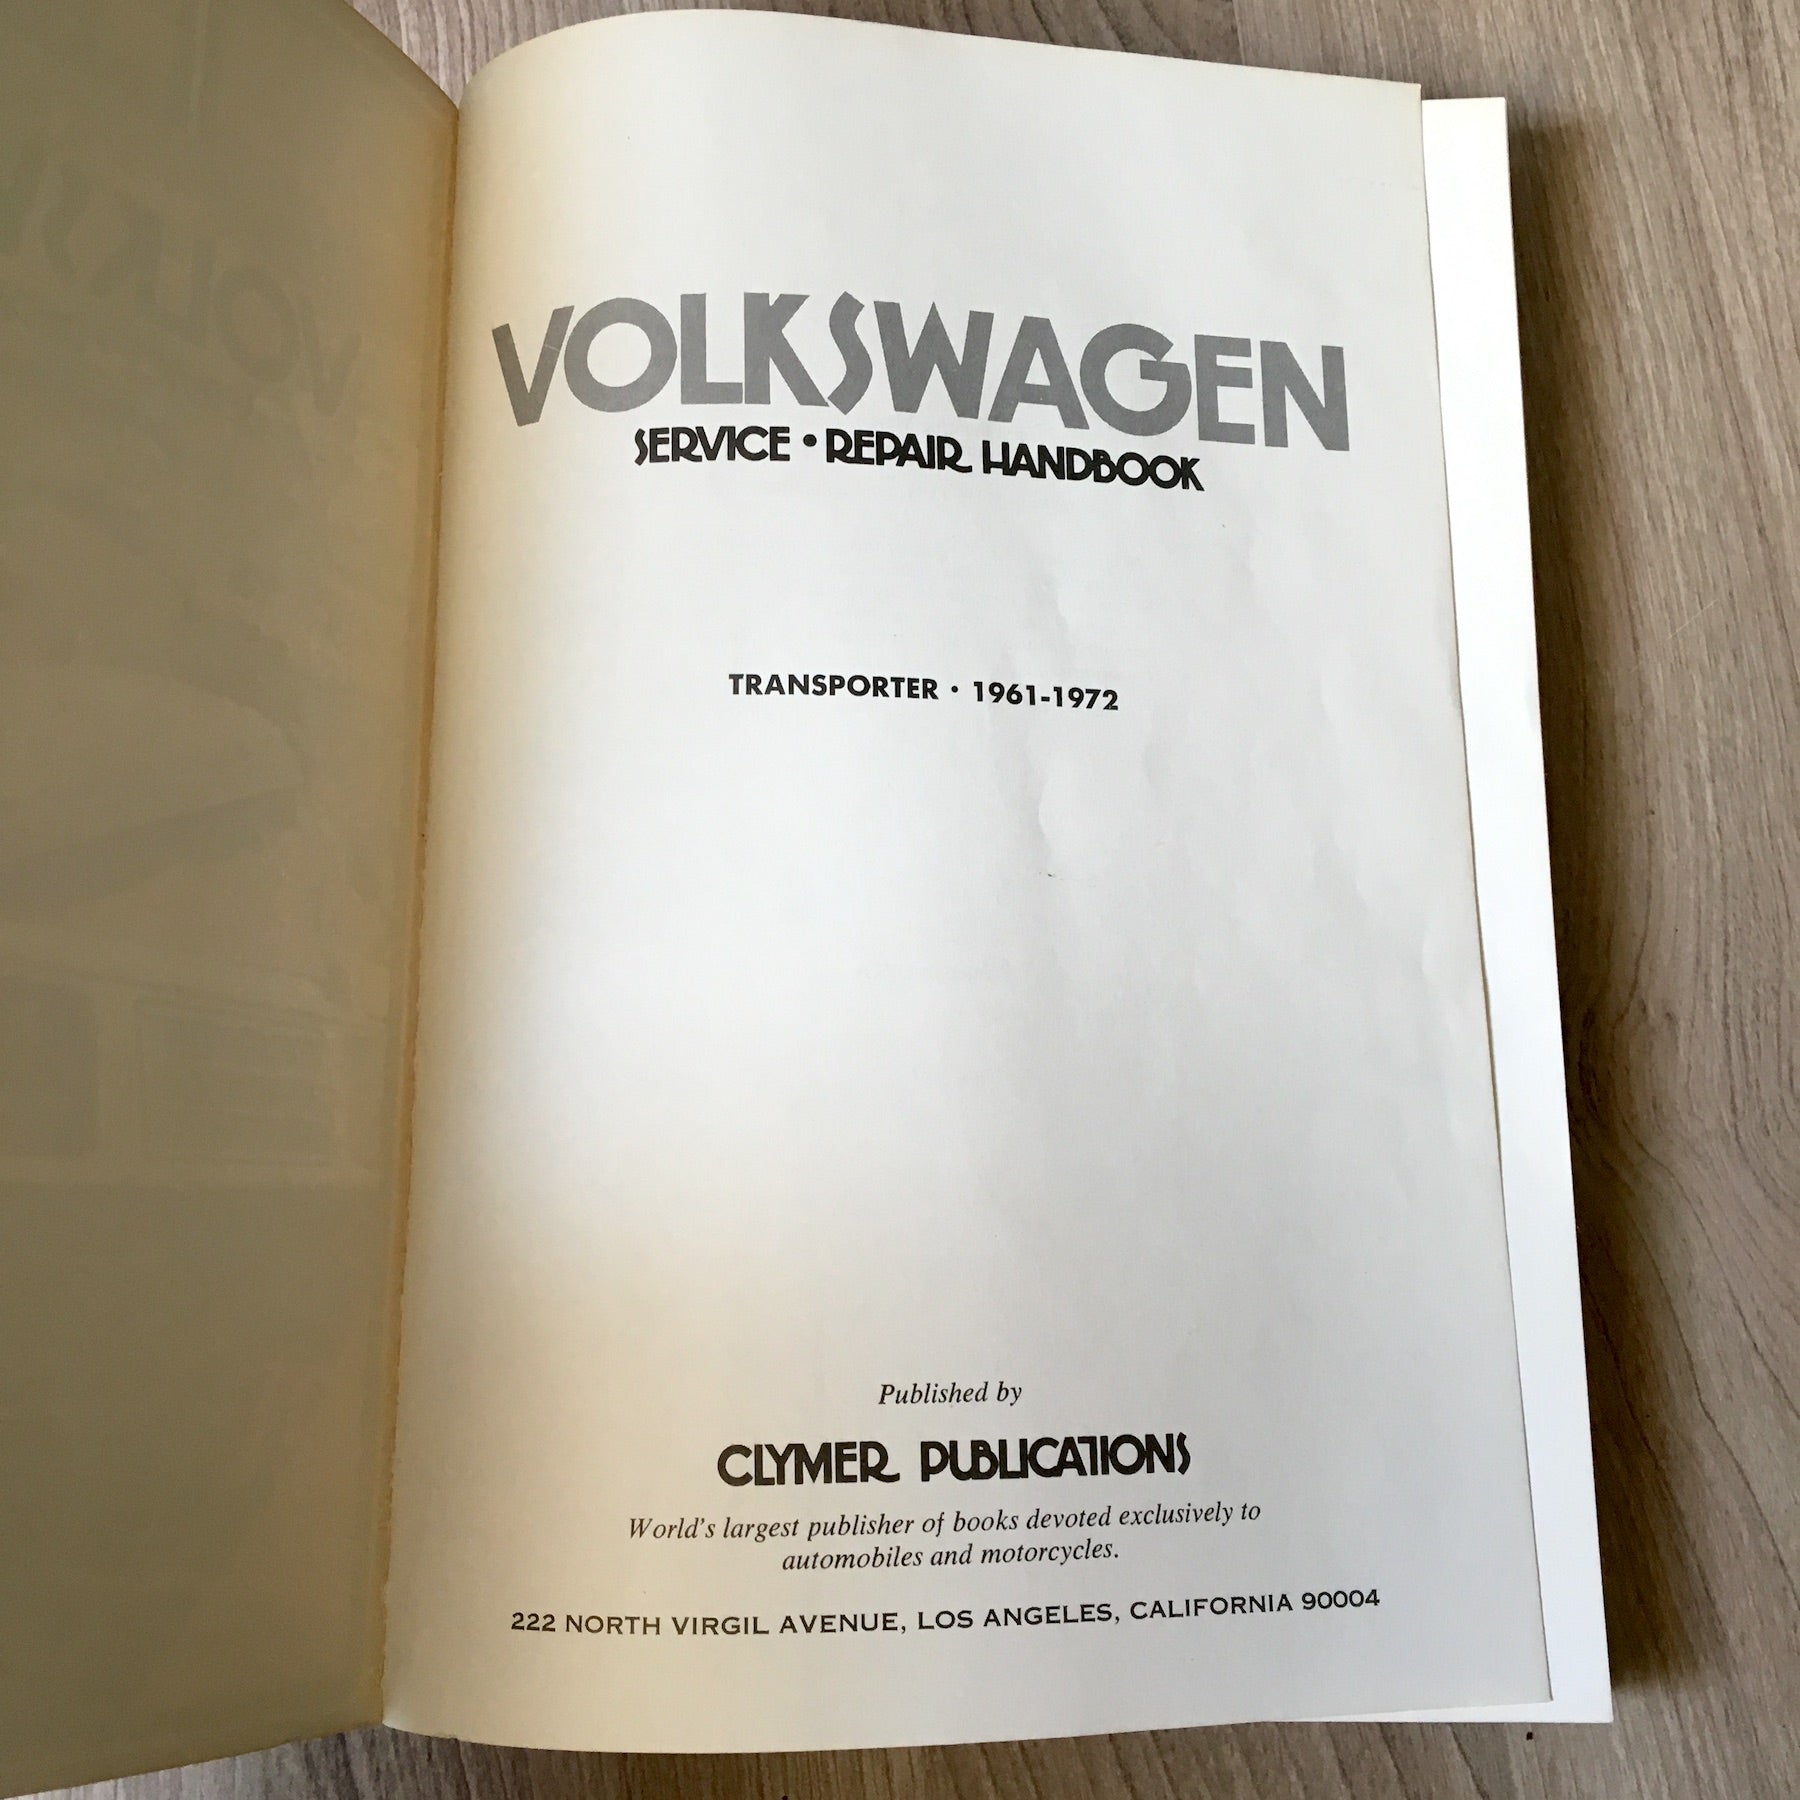 VOLKSWAGEN
SERVICE • REPAIR HANDBOOK
TRANSPORTER • 1961-1972
Published by
CLYMER PUBLICATIONS
World's largest publisher of books devoted exclusively to
automobiles and motorcycles.
222 NORTH VIRGIL AVENUE, LOS ANGELES, CALIFORNIA 90004